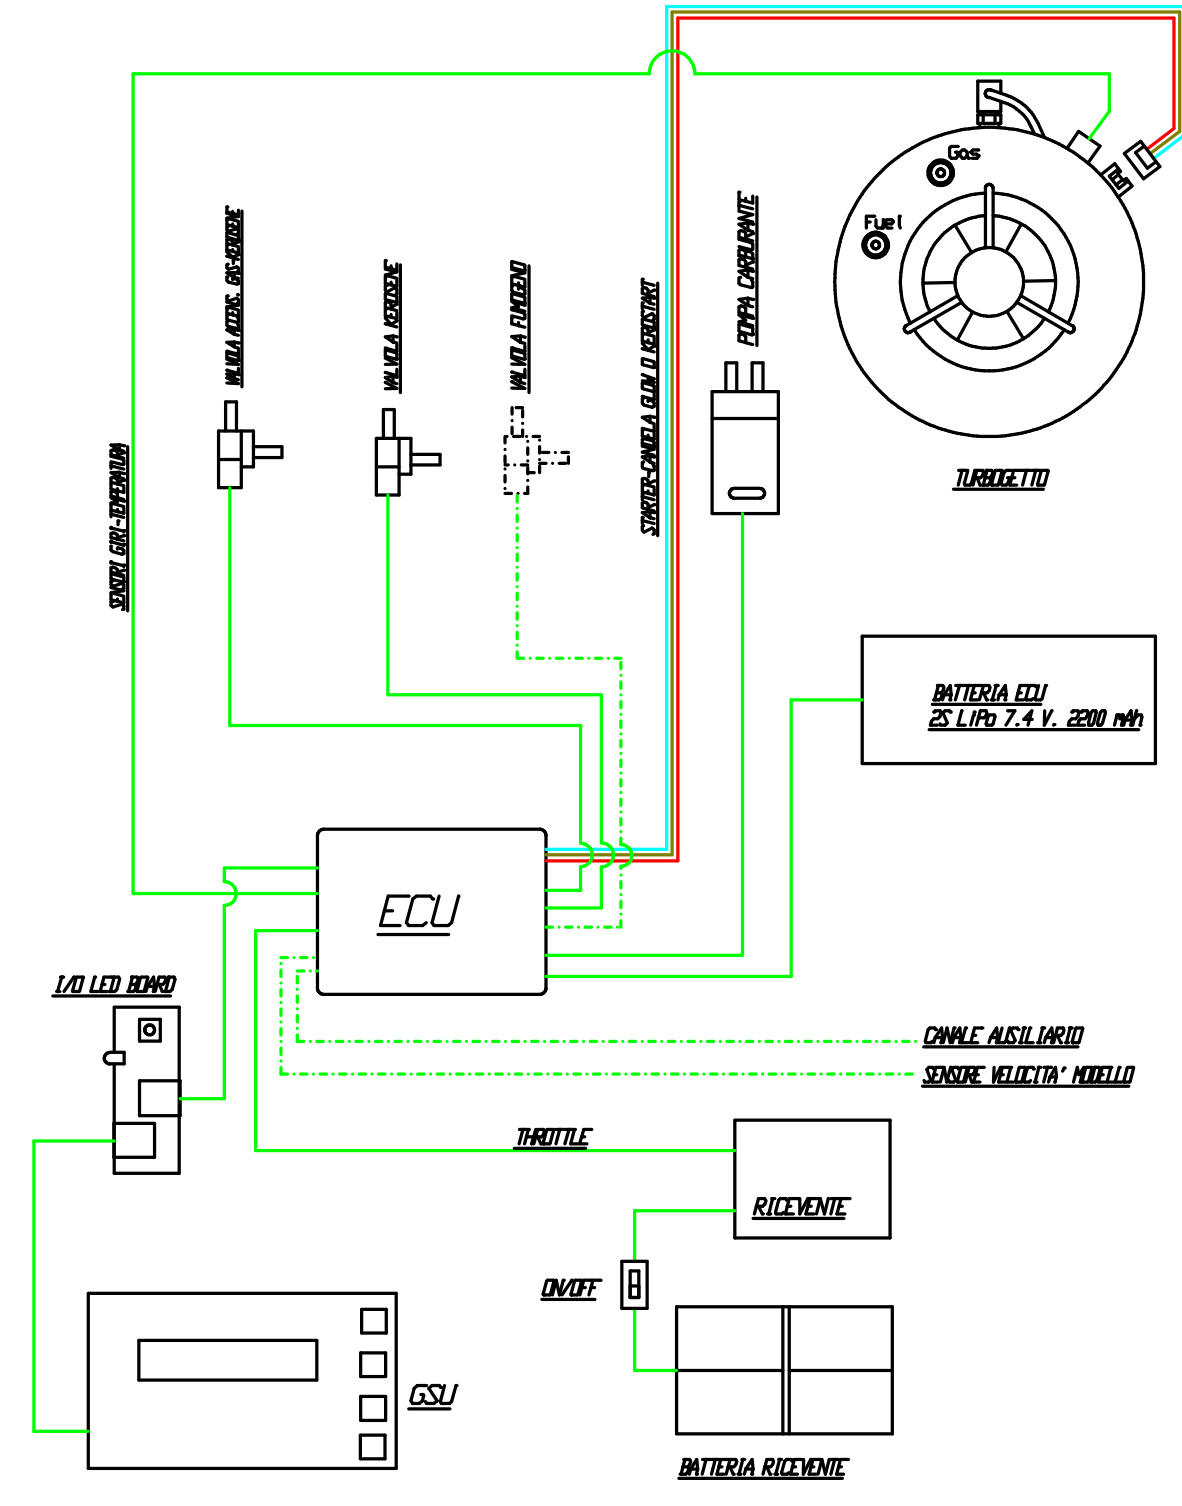 Gas
Fuel
VALVOLA ACCENS. GAS-KEROSENE
VALVOLA KEROSENE
VALVOLA FUMOGENO
STARTER-CANDELA GLOW O KEROSTART
POMPA CARBURANTE
SENSORI GIRI-TEMPERATURA
TURBOGETTO
BATTERIA ECU
2S LiPo 7.4 V. 2200 mAh
ECU
I/O LED BOARD
CANALE AUSILIARIO
SENSORE VELOCITA' MODELLO
THROTTLE
RICEVENTE
ON/OFF
GSU
BATTERIA RICEVENTE